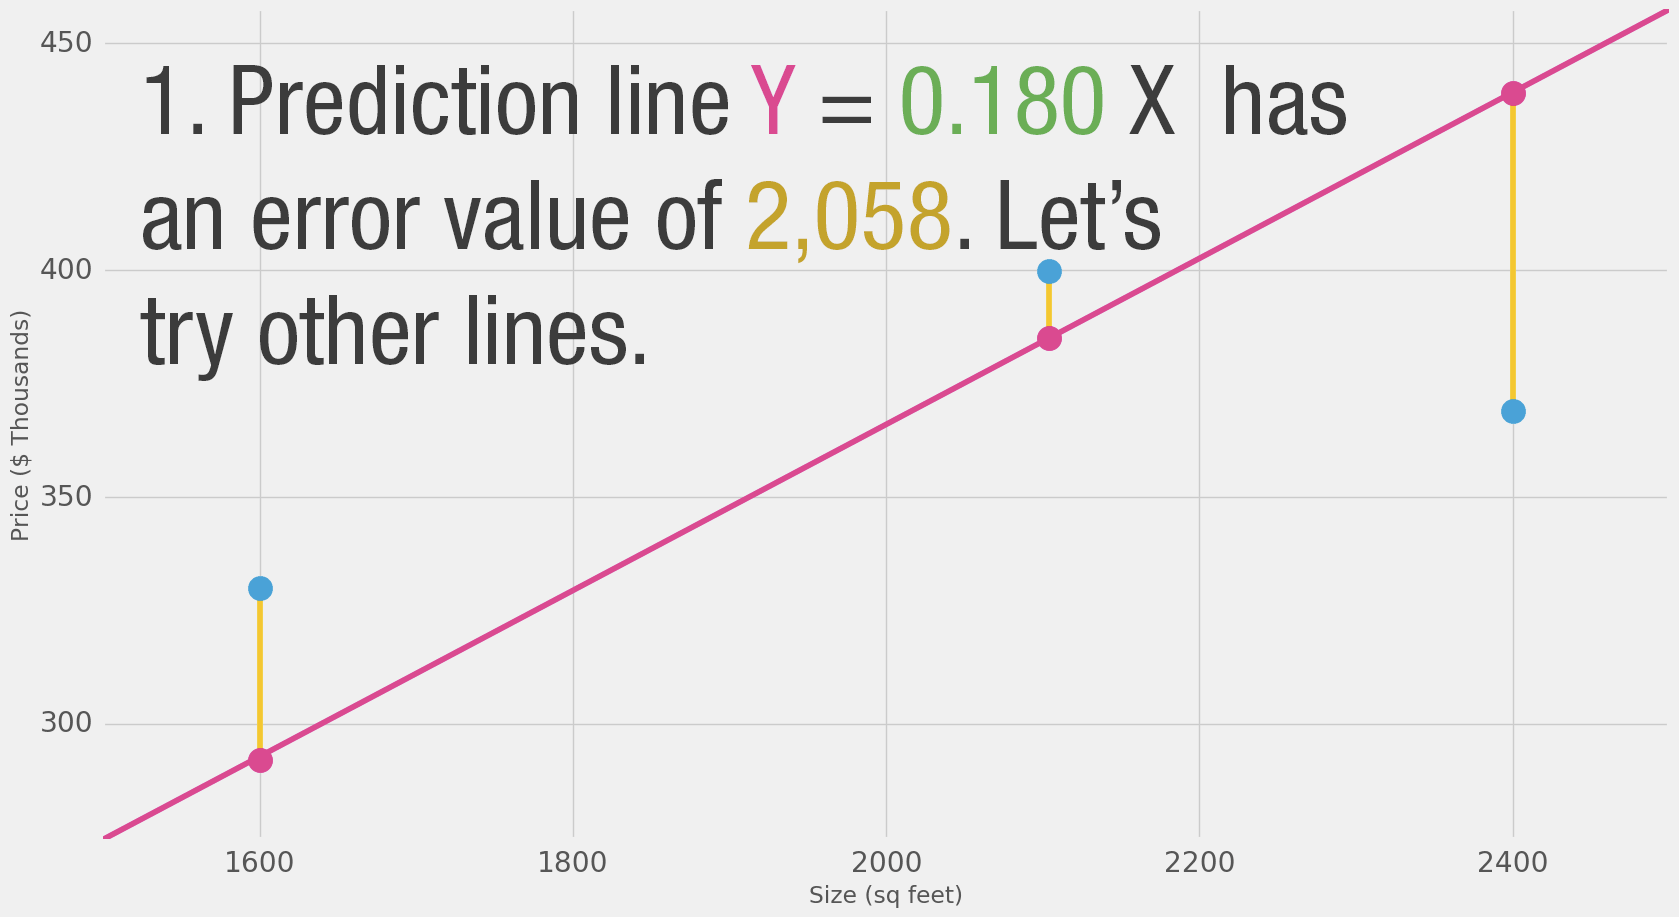 1. Prediction line Y = 0.180 X has
an error value of 2,058. Let’s
try other lines.
450
400
350
300
Price ($ Thousands)
1600 1800 2000 2200 2400
Size (sq feet)